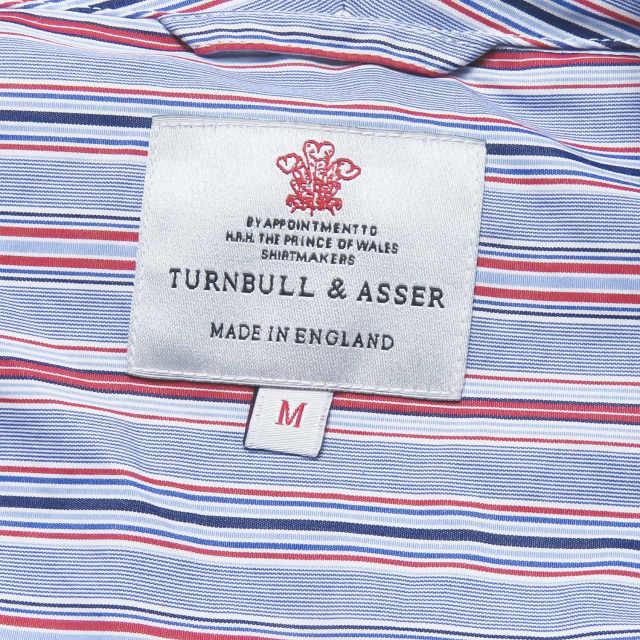 BY APPOINTMENT TO
H.R.H. THE PRINCE OF WALES
SHIRTMAKERS
TURNBULL & ASSER
MADE IN ENGLAND
M